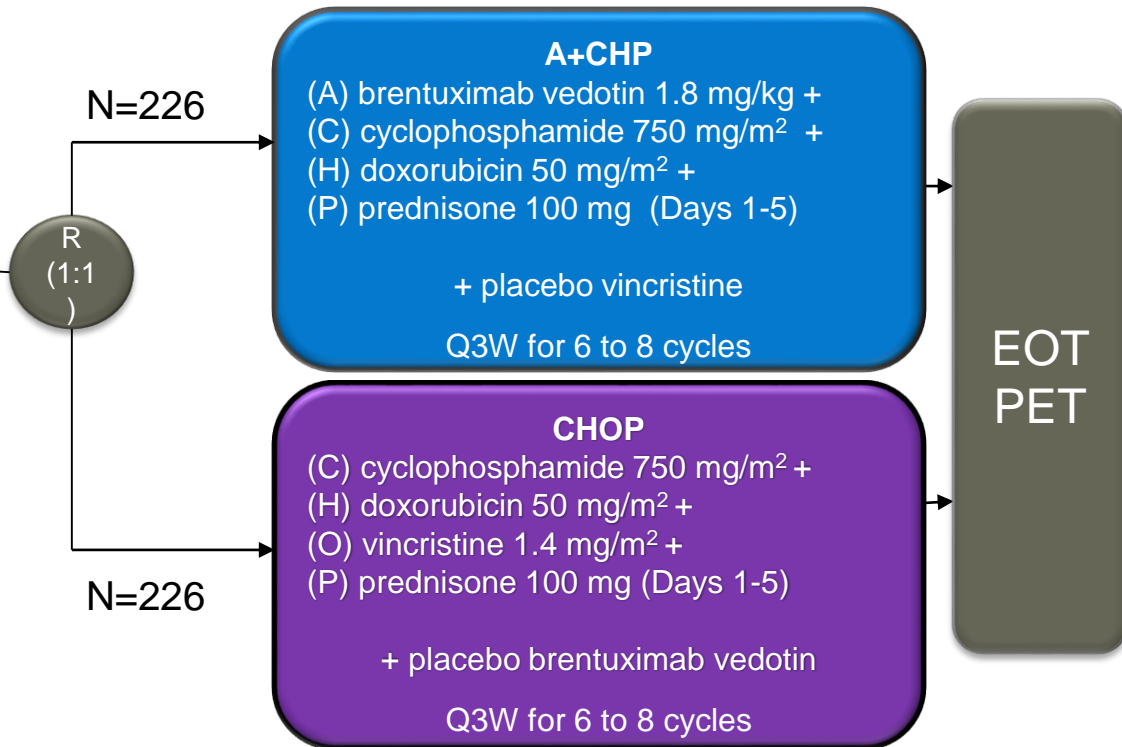 N=226
A+CHP
(A) brentuximab vedotin 1.8 mg/kg +
(C) cyclophosphamide 750 mg/m² +
(H) doxorubicin 50 mg/m² +
(P) prednisone 100 mg (Days 1-5)
+ placebo vincristine
Q3W for 6 to 8 cycles
R
(1:1
)
N=226
CHOP
(C) cyclophosphamide 750 mg/m² +
(H) doxorubicin 50 mg/m² +
(O) vincristine 1.4 mg/m² +
(P) prednisone 100 mg (Days 1-5)
+ placebo brentuximab vedotin
Q3W for 6 to 8 cycles
EOT
PET